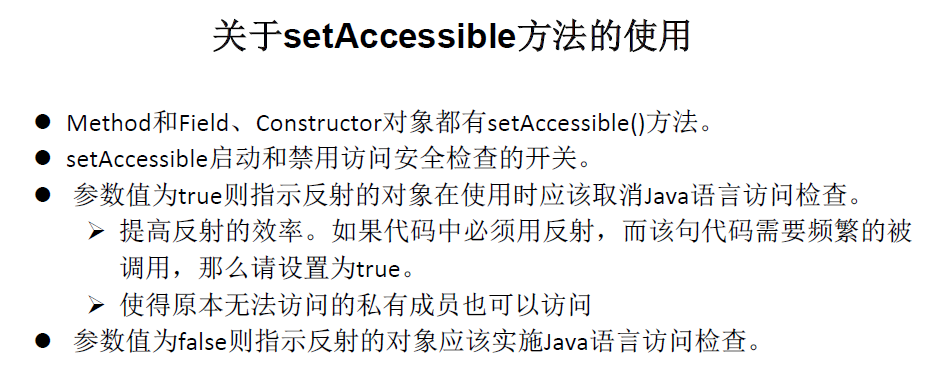 关于setAccessible方法的使用
● Method和Field、Constructor对象都有setAccessible()方法。
● setAccessible启动和禁用访问安全检查的开关。
● 参数值为true则指示反射的对象在使用时应该取消Java语言访问检查。
➢ 提高反射的效率。如果代码中必须用反射，而该句代码需要频繁的被
调用，那么请设置为true。
➢ 使得原本无法访问的私有成员也可以访问
● 参数值为false则指示反射的对象应该实施Java语言访问检查。